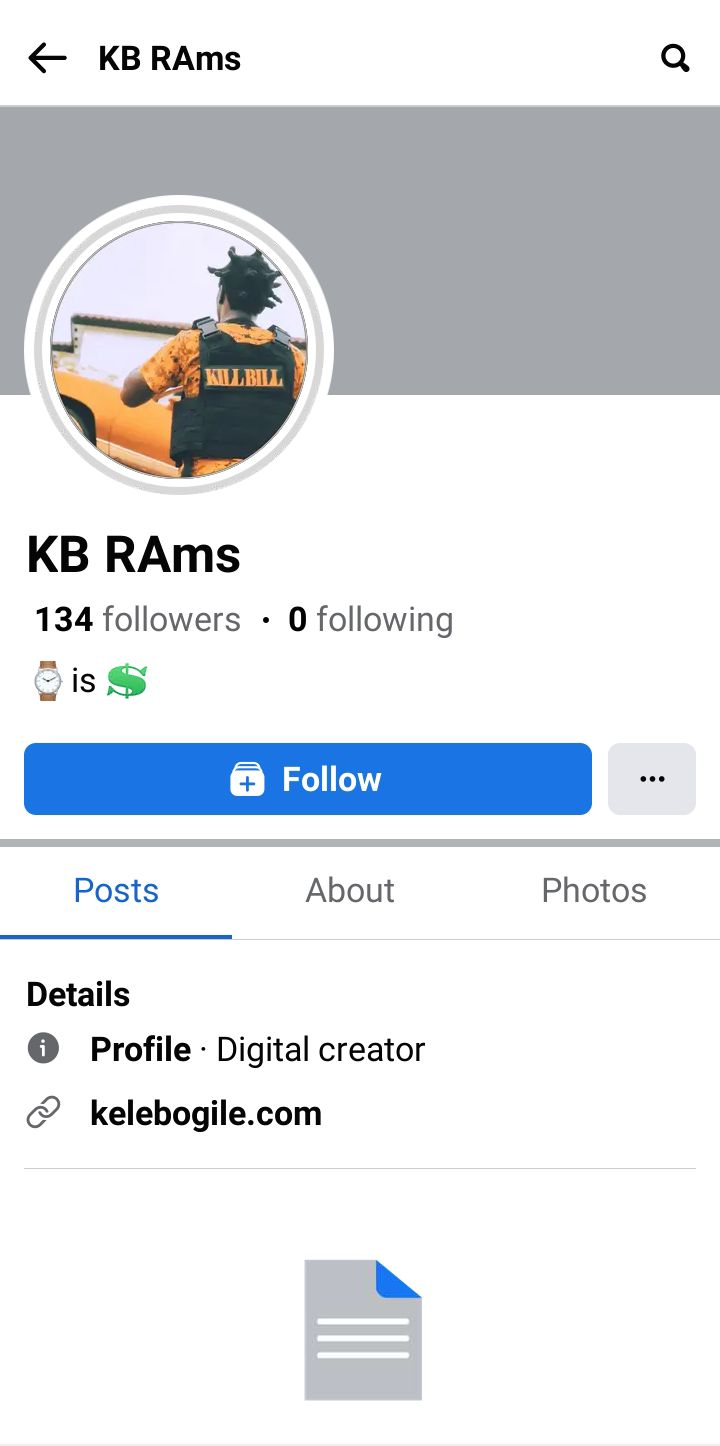 KB RAms
KILL BILL
KB RAms
134 followers · 0 following
⌚ is 💲
Follow
Posts About Photos
Details
Profile · Digital creator
kelebogile.com